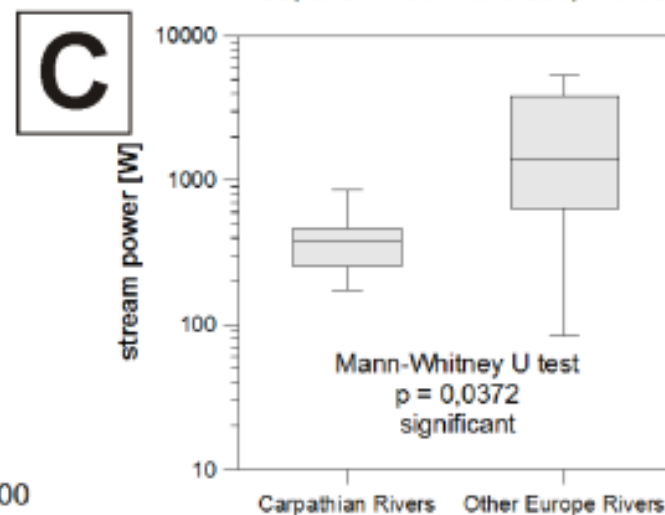 C
stream power [W]
10000
1000
100
10
Mann-Whitney U test
p = 0,0372
significant
00
Carpathian Rivers
Other Europe Rivers